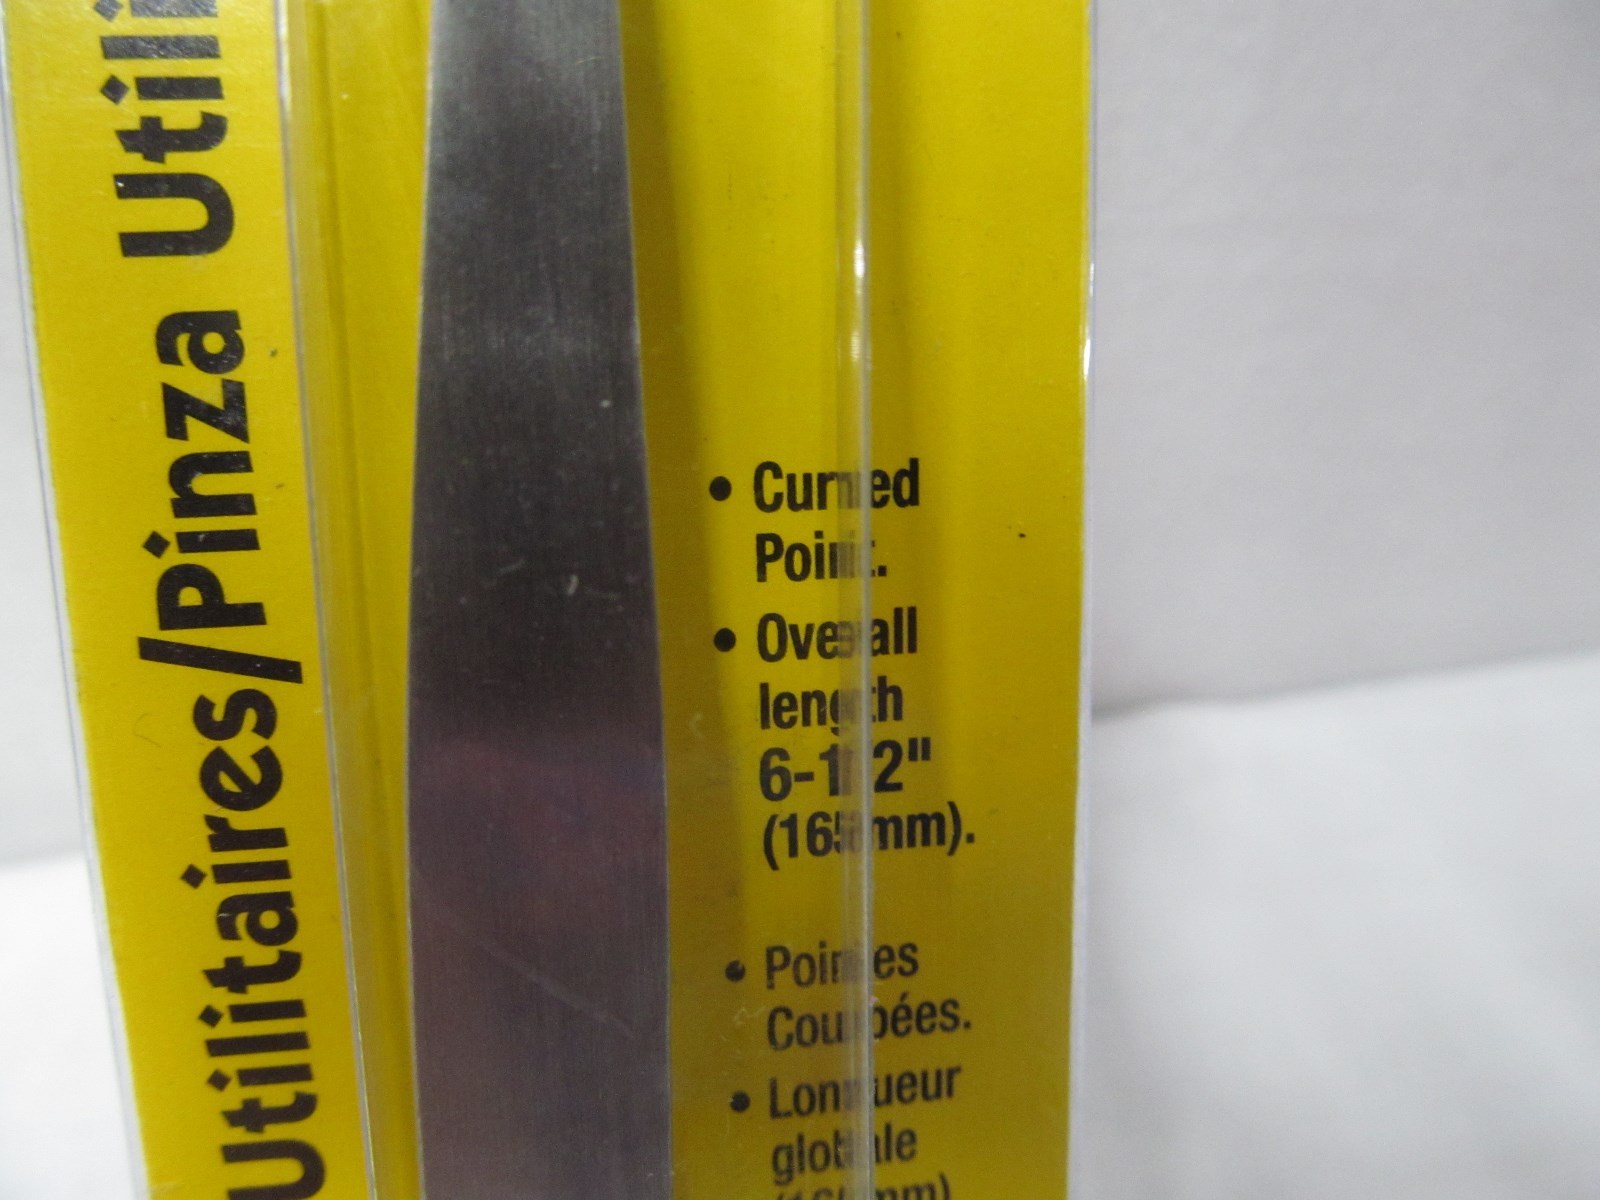 Utilitaires/Pinza Utili
• Curved
Point.
• Overall
length
6-1/2"
(165mm).
• Pointes
Courbées.
• Longueur
globale